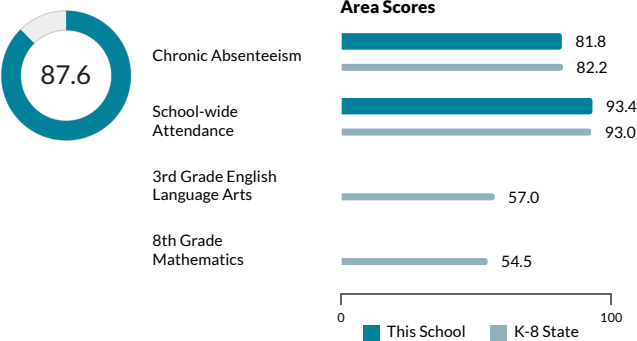 Area Scores
87.6
Chronic Absenteeism
81.8
82.2
School-wide
Attendance
93.4
93.0
3rd Grade English
Language Arts
57.0
8th Grade
Mathematics
54.5
0
100
This School
K-8 State